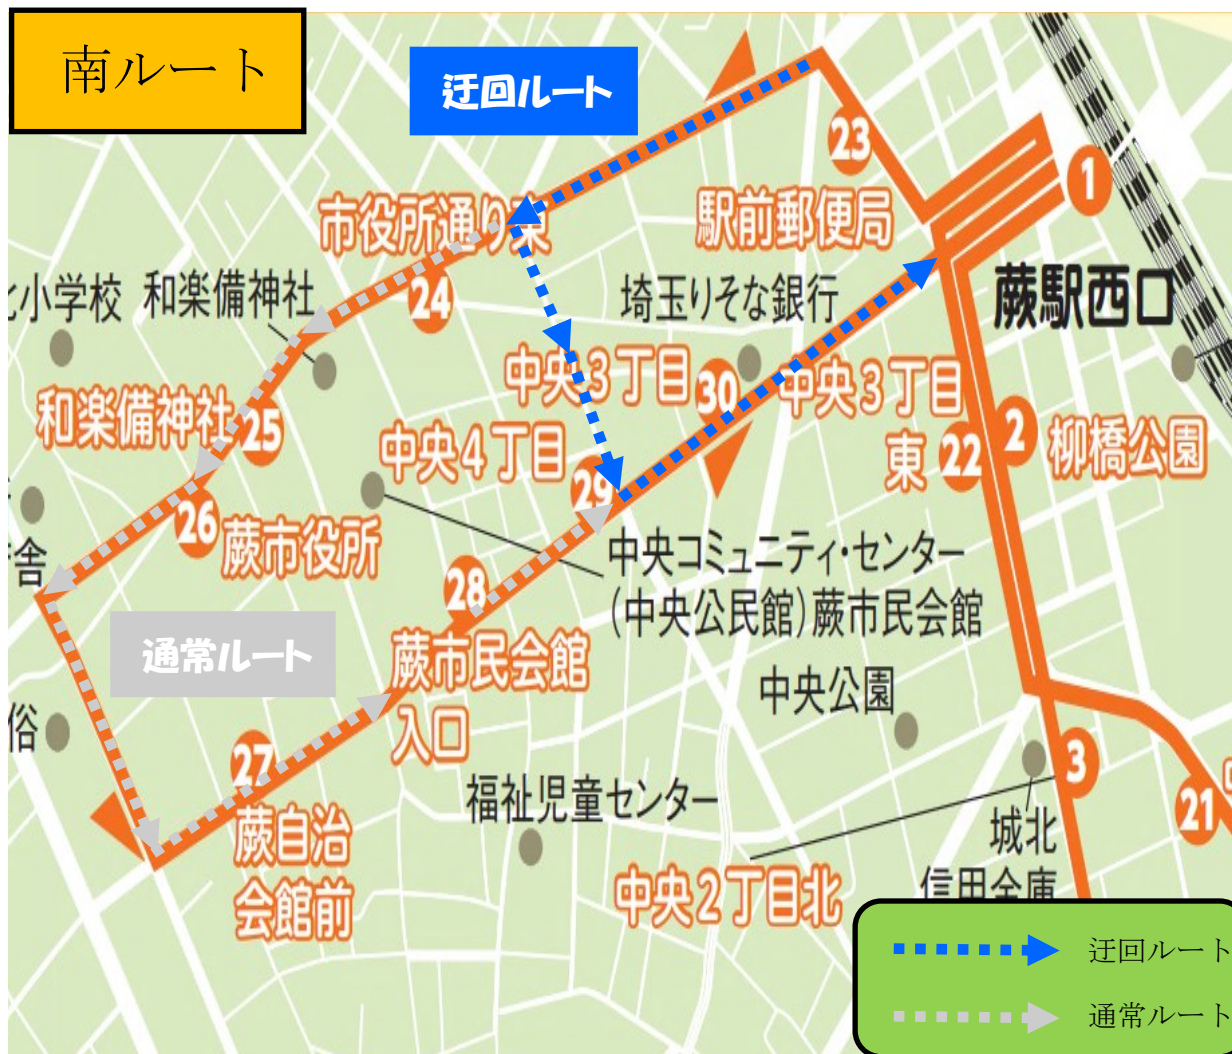 南ルート
迂回ルート
23
1
市役所通り東
駅前郵便局
小学校
和楽備神社
24
埼玉りそな銀行
蕨駅西口
中央3丁目
30
中央3丁目
東
22
2
柳橋公園
和楽備神社
25
中央4丁目
29
26
蕨市役所
舎
28
中央コミュニティ・センター
(中央公民館)蕨市民会館
通常ルート
蕨市民会館
入口
中央公園
俗
27
蕨自治
会館前
福祉児童センター
3
21
城北
信用金庫
中央2丁目北
迂回ルート
通常ルート